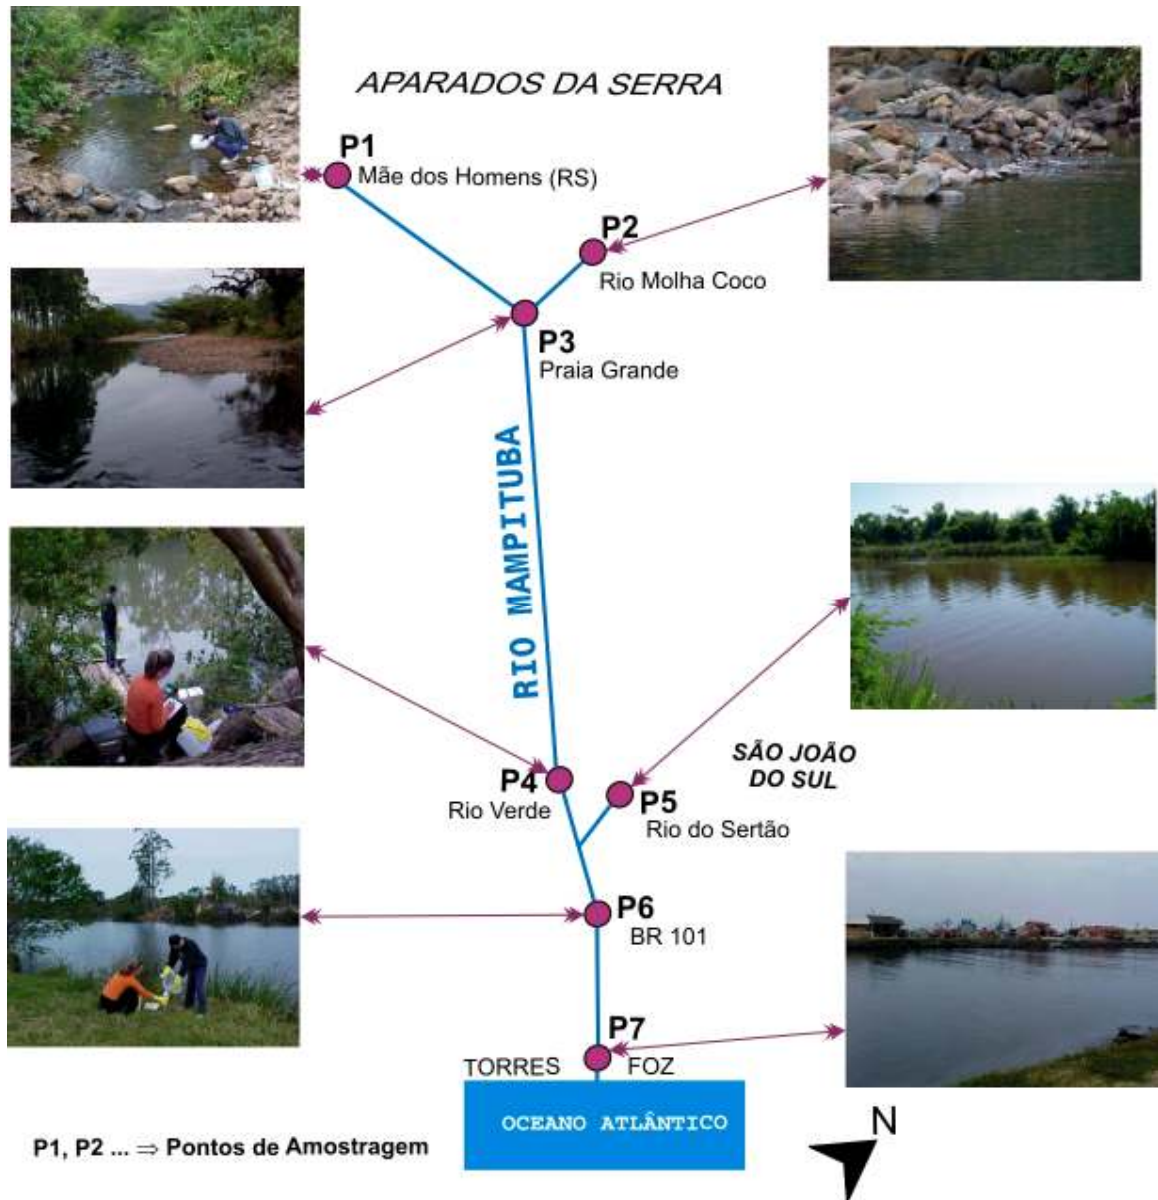 APARADOS DA SERRA
P1
Mãe dos Homens (RS)
P2
Rio Molha Coco
P3
Praia Grande
RIO MAMPITUBA
P4
Rio Verde
SÃO JOÃO
DO SUL
P5
Rio do Sertão
P6
BR 101
P7
TORRES
FOZ
OCEANO ATLÂNTICO
N
P1, P2 ... ⇒ Pontos de Amostragem